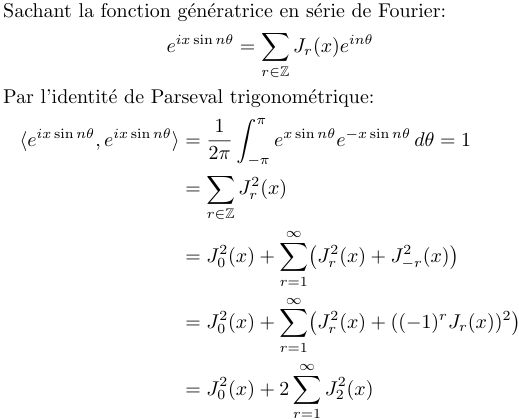 Sachant la fonction génératrice en série de Fourier:
$$e^{ix \sin n\theta} = \sum_{r \in \mathbb{Z}} J_r(x) e^{in\theta}$$
Par l'identité de Parseval trigonométrique:
$$\langle e^{ix \sin n\theta}, e^{ix \sin n\theta} \rangle = \frac{1}{2\pi} \int_{-\pi}^{\pi} e^{x \sin n\theta} e^{-x \sin n\theta} \, d\theta = 1$$
$$= \sum_{r \in \mathbb{Z}} J_r^2(x)$$
$$= J_0^2(x) + \sum_{r=1}^{\infty} \big( J_r^2(x) + J_{-r}^2(x) \big)$$
$$= J_0^2(x) + \sum_{r=1}^{\infty} \big( J_r^2(x) + ((-1)^r J_r(x))^2 \big)$$
$$= J_0^2(x) + 2 \sum_{r=1}^{\infty} J_2^2(x)$$